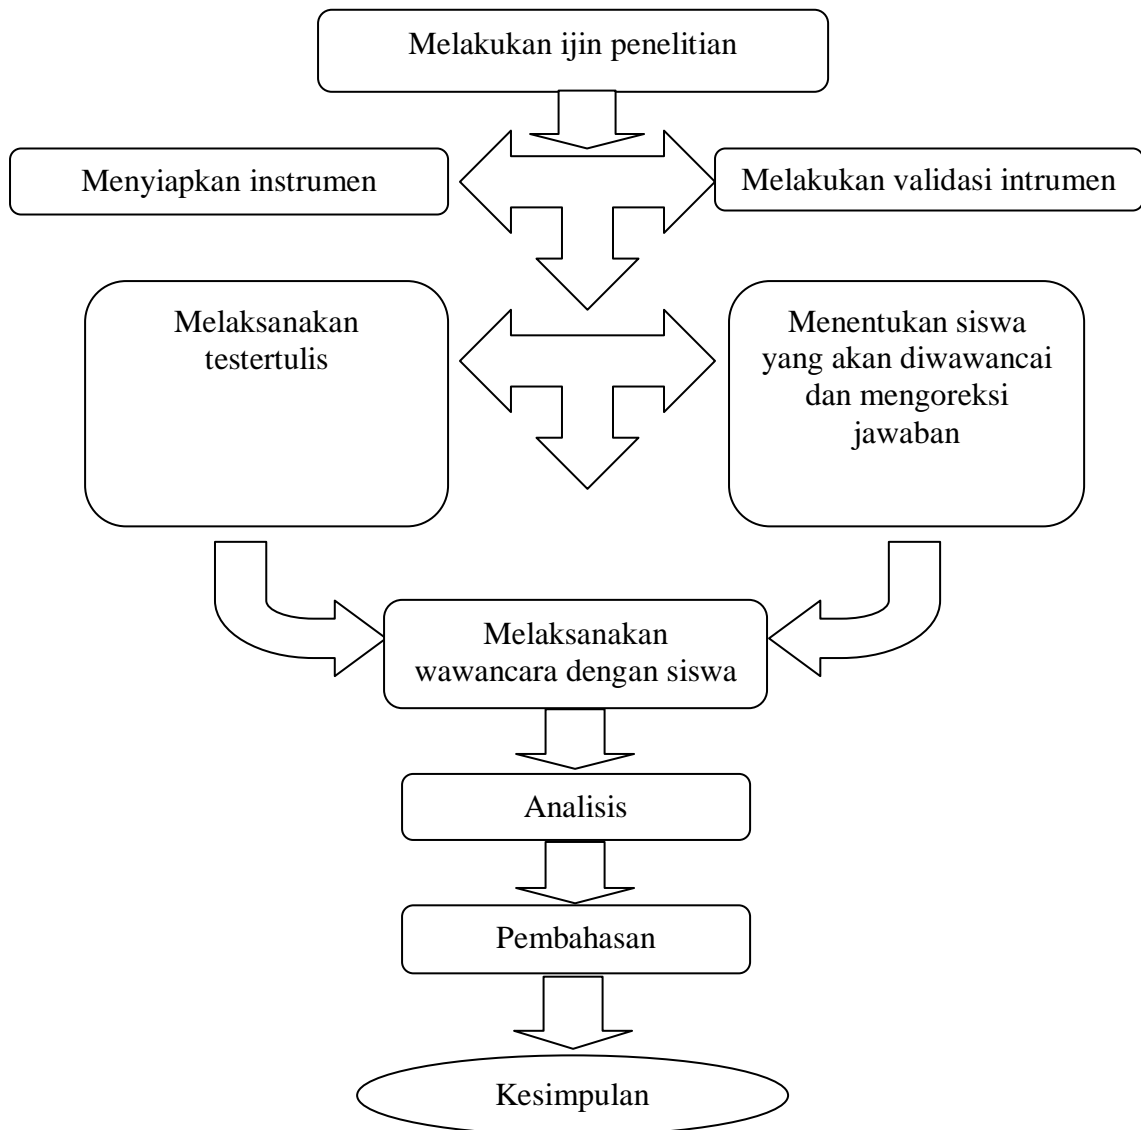 Melakukan ijin penelitian
Menyiapkan instrumen
Melakukan validasi intrumen
Melaksanakan
testertulis
Menentukan siswa
yang akan diwawancai
dan mengoreksi
jawaban
Melaksanakan
wawancara dengan siswa
Analisis
Pembahasan
Kesimpulan